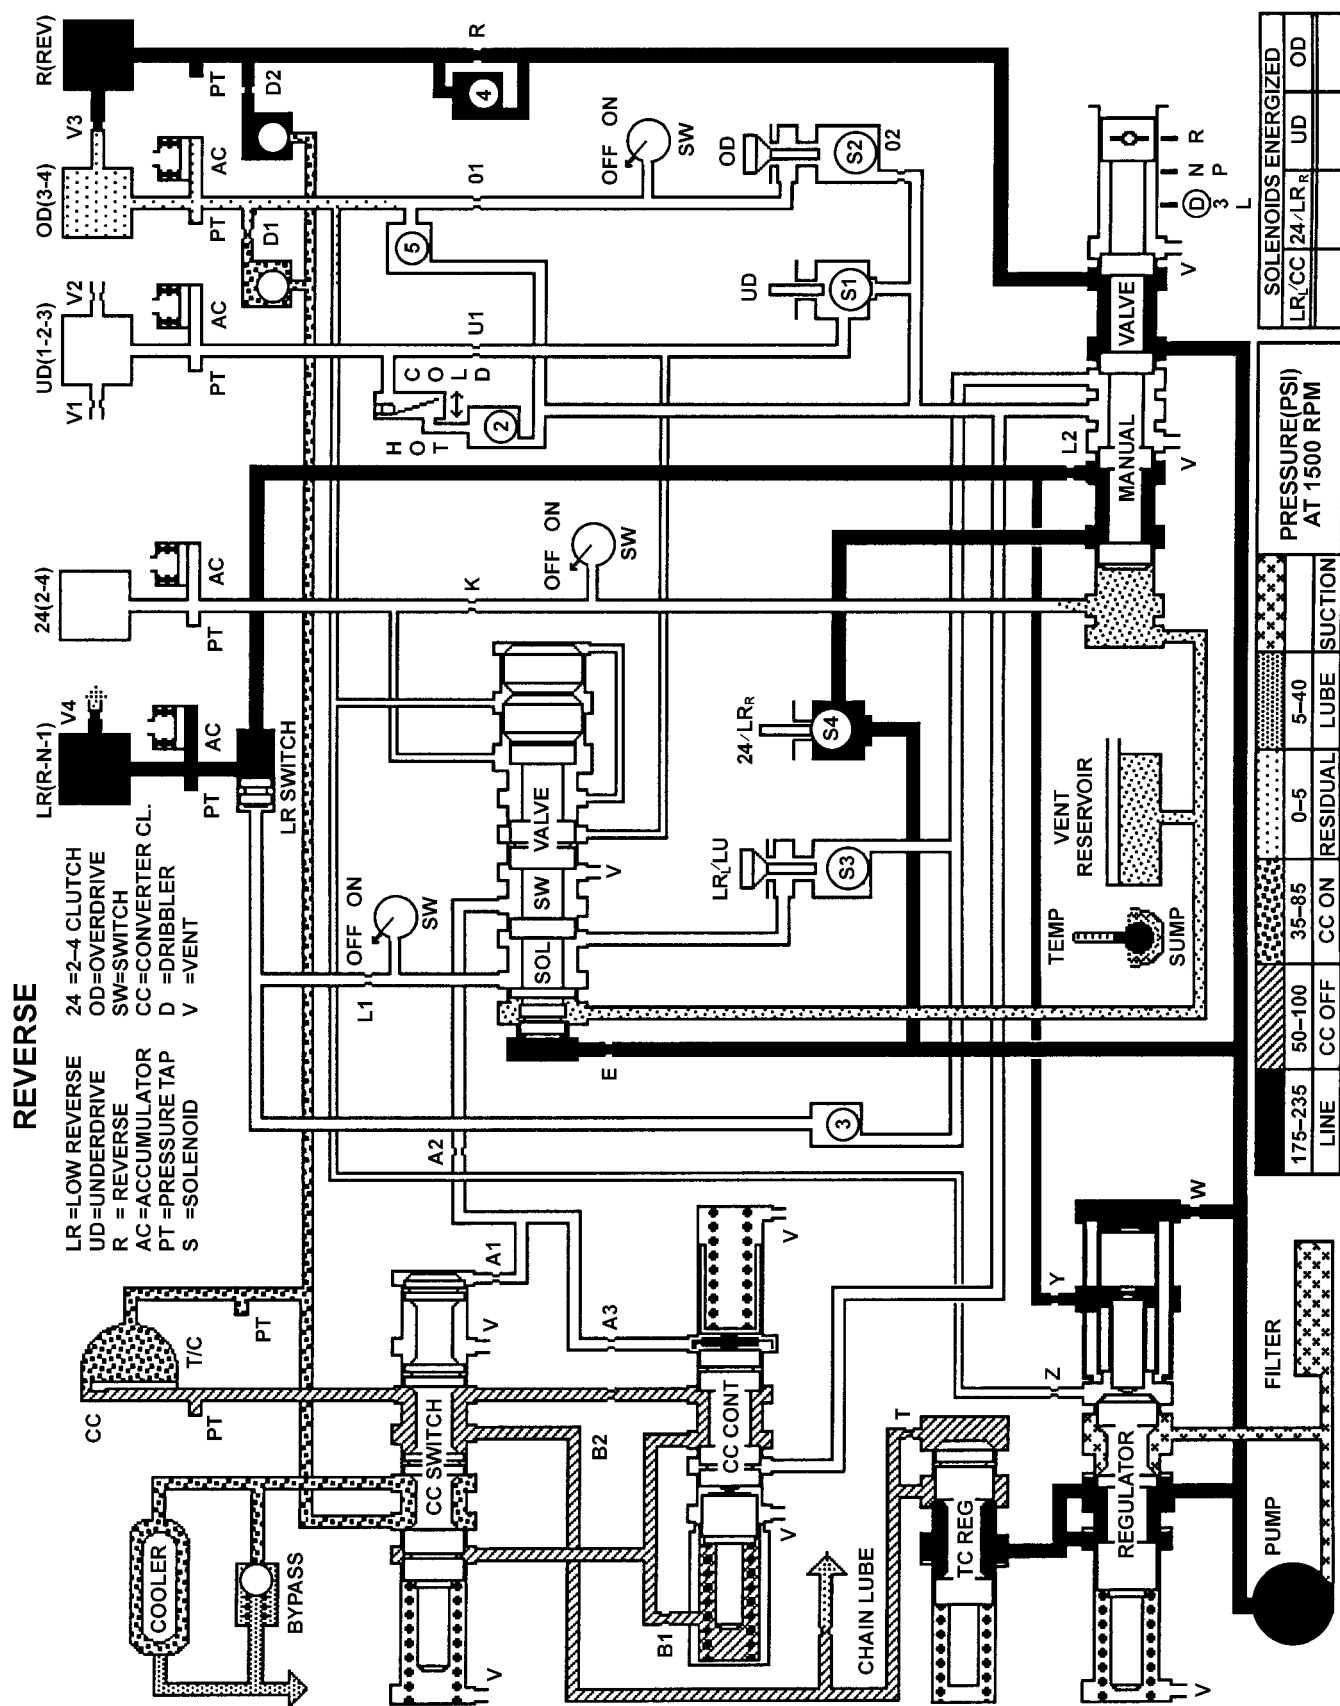 REVERSE
LR =LOW REVERSE
UD =UNDERDRIVE
R = REVERSE
AC =ACCUMULATOR
PT =PRESSURE TAP
S =SOLENOID
24 =2–4 CLUTCH
OD=OVERDRIVE
SW=SWITCH
CC =CONVERTER CL.
D =DRIBBLER
V =VENT
COOLER
BYPASS
CC
PT
T/C
PT
LR(R-N-1)
V4
PT
AC
LR SWITCH
24(2-4)
PT
AC
UD(1-2-3)
V1
V2
PT
AC
OD(3-4)
V3
PT
AC
D1
R(REV)
PT
D2
4
R
5
01
OFF ON
SW
HOT
COLD
2
U1
K
OFF ON
SW
L1
OFF ON
SW
CC SWITCH
V
V
A1
A2
A3
B2
B1
CC CONT
V
V
SOL SW VALVE
V
E
3
LRL/LU
S3
24/LRR
S4
UD
S1
OD
S2
02
CHAIN LUBE
T
TC REG
TEMP
SUMP
VENT
RESERVOIR
Z
Y
W
REGULATOR
V
PUMP
FILTER
L2
MANUAL VALVE
V
V
D N R
3 P
L
175–235 50–100 35–85 0–5 5–40 PRESSURE(PSI)
AT 1500 RPM
LINE CC OFF CC ON RESIDUAL LUBE SUCTION
SOLENOIDS ENERGIZED
LRL/CC 24/LRR UD OD